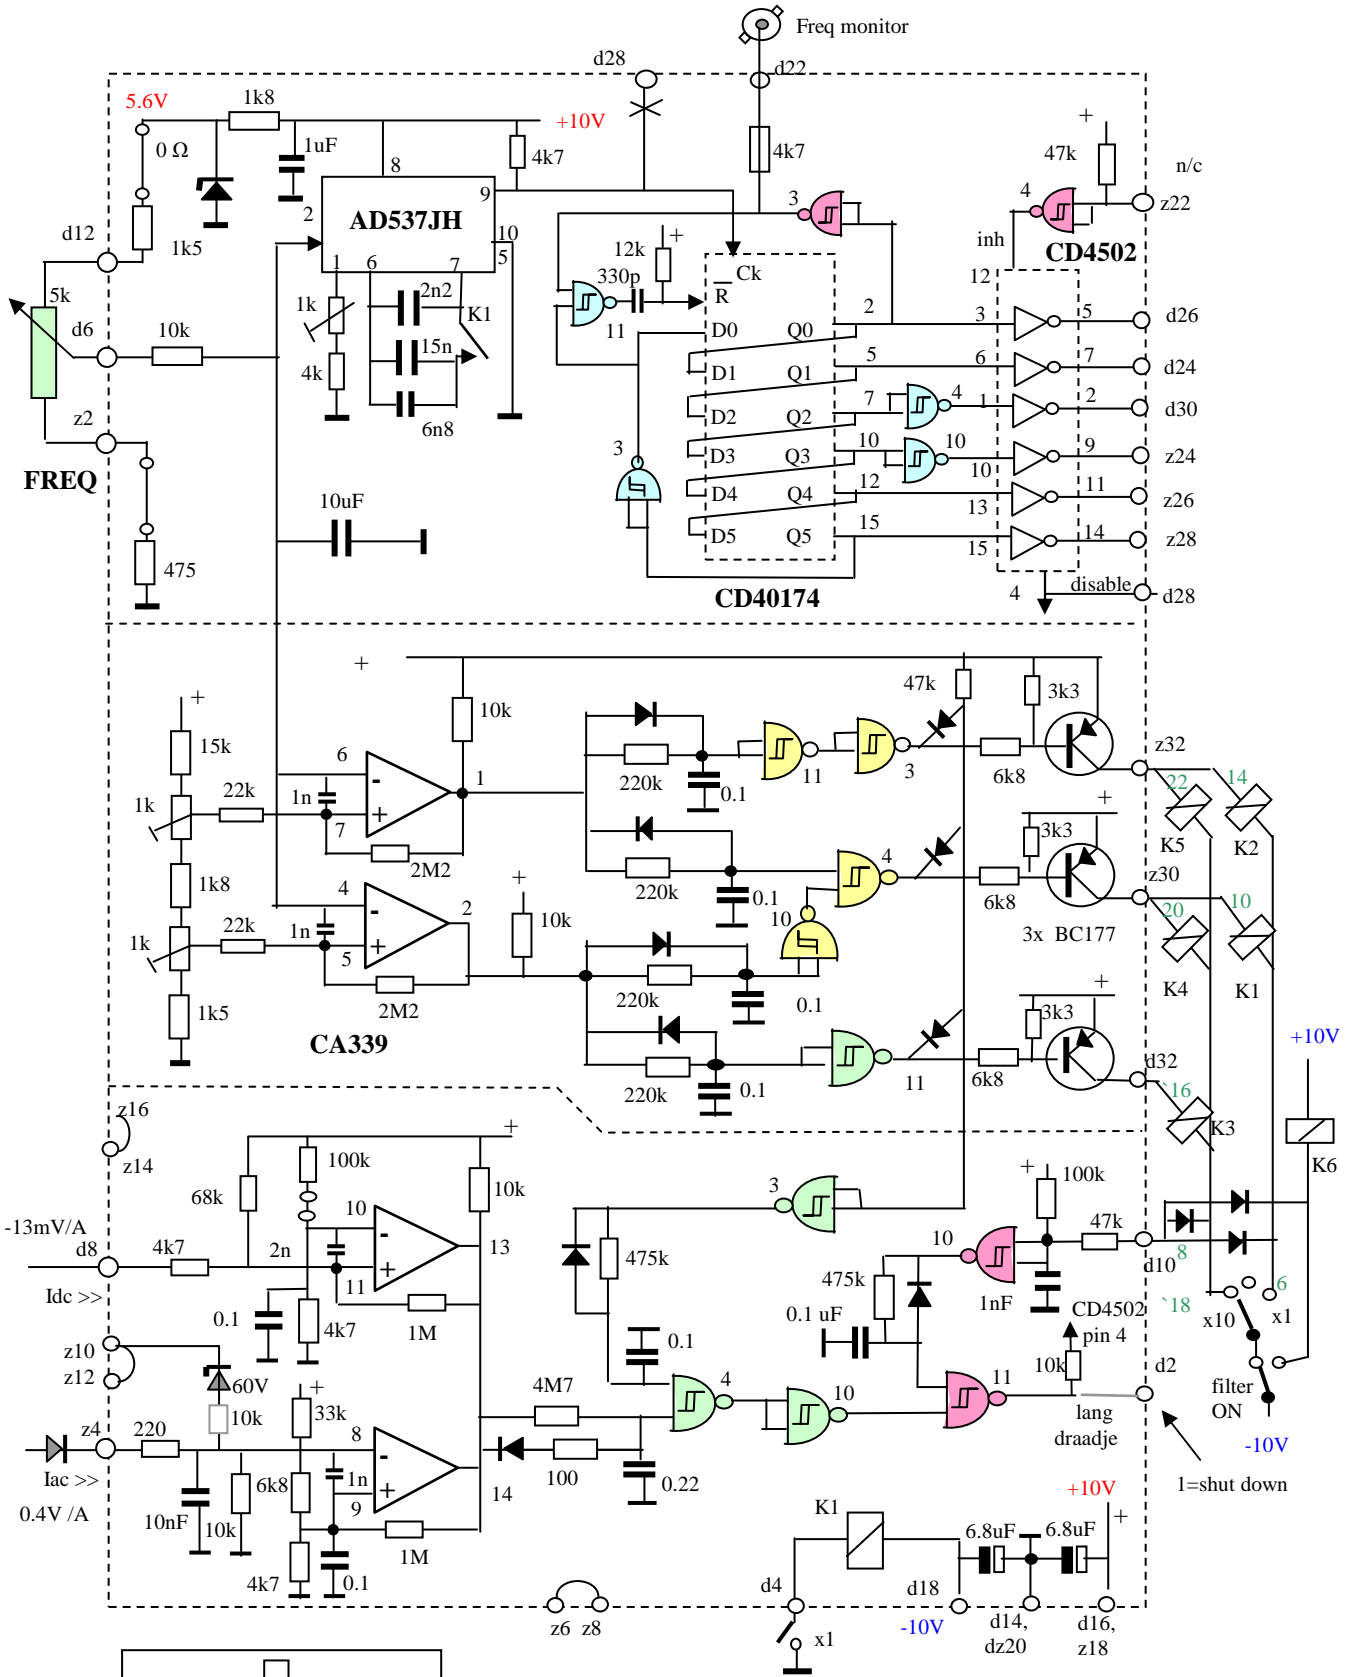 Freq monitor
d28
d22
5.6V
1k8
+10V
+
0 Ω
1uF
4k7
4k7
47k
n/c
8
9
3
4
z22
2
AD537JH
10
5
d12
1k5
1
6
7
12k
+
inh
CD4502
330p
Ck
R
12
5k
1k
2n2
K1
11
2
3
5
d26
d6
10k
D0
Q0
4k
15n
5
6
7
d24
D1
Q1
6n8
7
4
1
2
d30
D2
Q2
z2
3
10
10
9
z24
D3
Q3
10
FREQ
12
11
z26
D4
Q4
13
10uF
15
14
z28
D5
Q5
15
475
CD40174
4
disable
d28
+
47k
3k3
+
10k
15k
6
z32
-
1
11
3
6k8
22
14
22k
1n
220k
0.1
1k
+
7
+
K5
K2
3k3
2M2
4
z30
1k8
4
+
220k
0.1
6k8
20
10
-
2
10k
10
22k
1n
3x BC177
1k
+
5
K4
K1
2M2
220k
0.1
+
1k5
3k3
CA339
+10V
d32
11
6k8
220k
0.1
`16
z16
+
K3
K6
z14
100k
+
100k
68k
10k
3
-13mV/A
10
47k
-
10
d8
4k7
2n
13
475k
d10
8
11
+
475k
1nF
6
Idc >>
CD4502
`18
0.1
4k7
1M
0.1 uF
pin 4
x10
x1
z10
0.1
10k
d2
z12
60V
+
4M7
4
10
11
filter
10k
33k
ON
z4
220
8
lang
-
draadje
-10V
Iac >>
6k8
1n
100
0.22
1=shut down
0.4V /A
9
+
14
+10V
10nF
10k
K1
+
1M
6.8uF
6.8uF
4k7
0.1
d4
d18
z6
z8
x1
-10V
d14,
d16,
dz20
z18